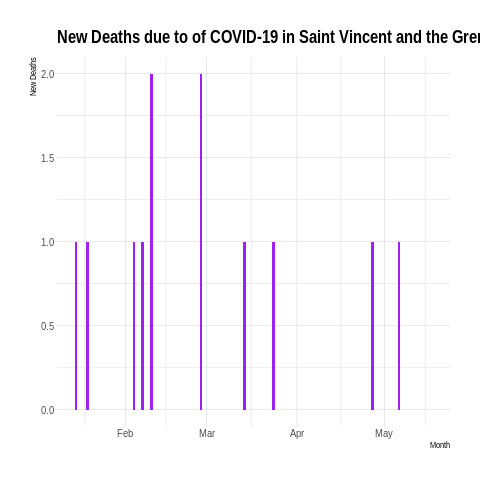 New Deaths due to of COVID-19 in Saint Vincent and the Gren
New Deaths
2.0
1.5
1.0
0.5
0.0
Feb Mar Apr May
Month